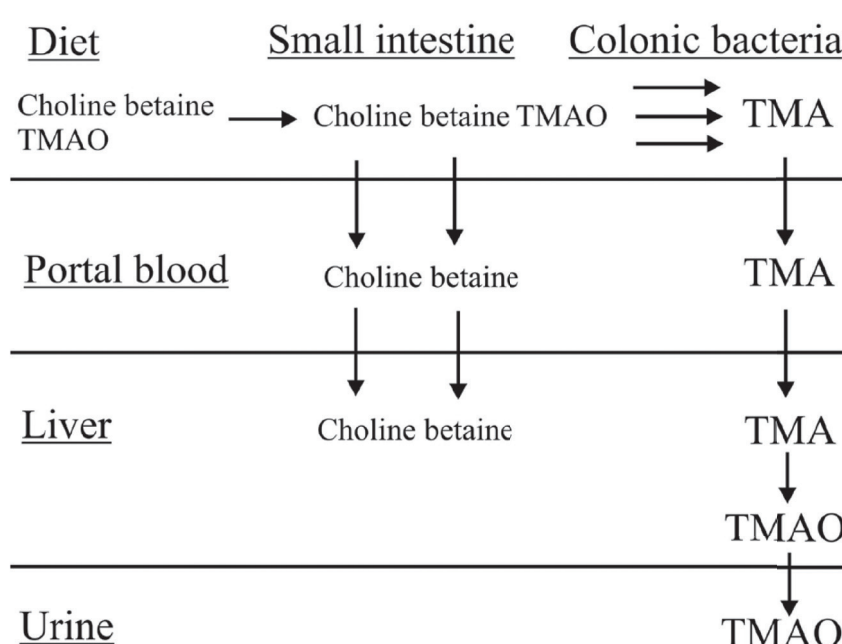 Diet Small intestine Colonic bacteria
Choline betaine
TMAO
Choline betaine TMAO
TMA
Portal blood
Choline betaine
TMA
Liver
Choline betaine
TMA
TMAO
Urine
TMAO